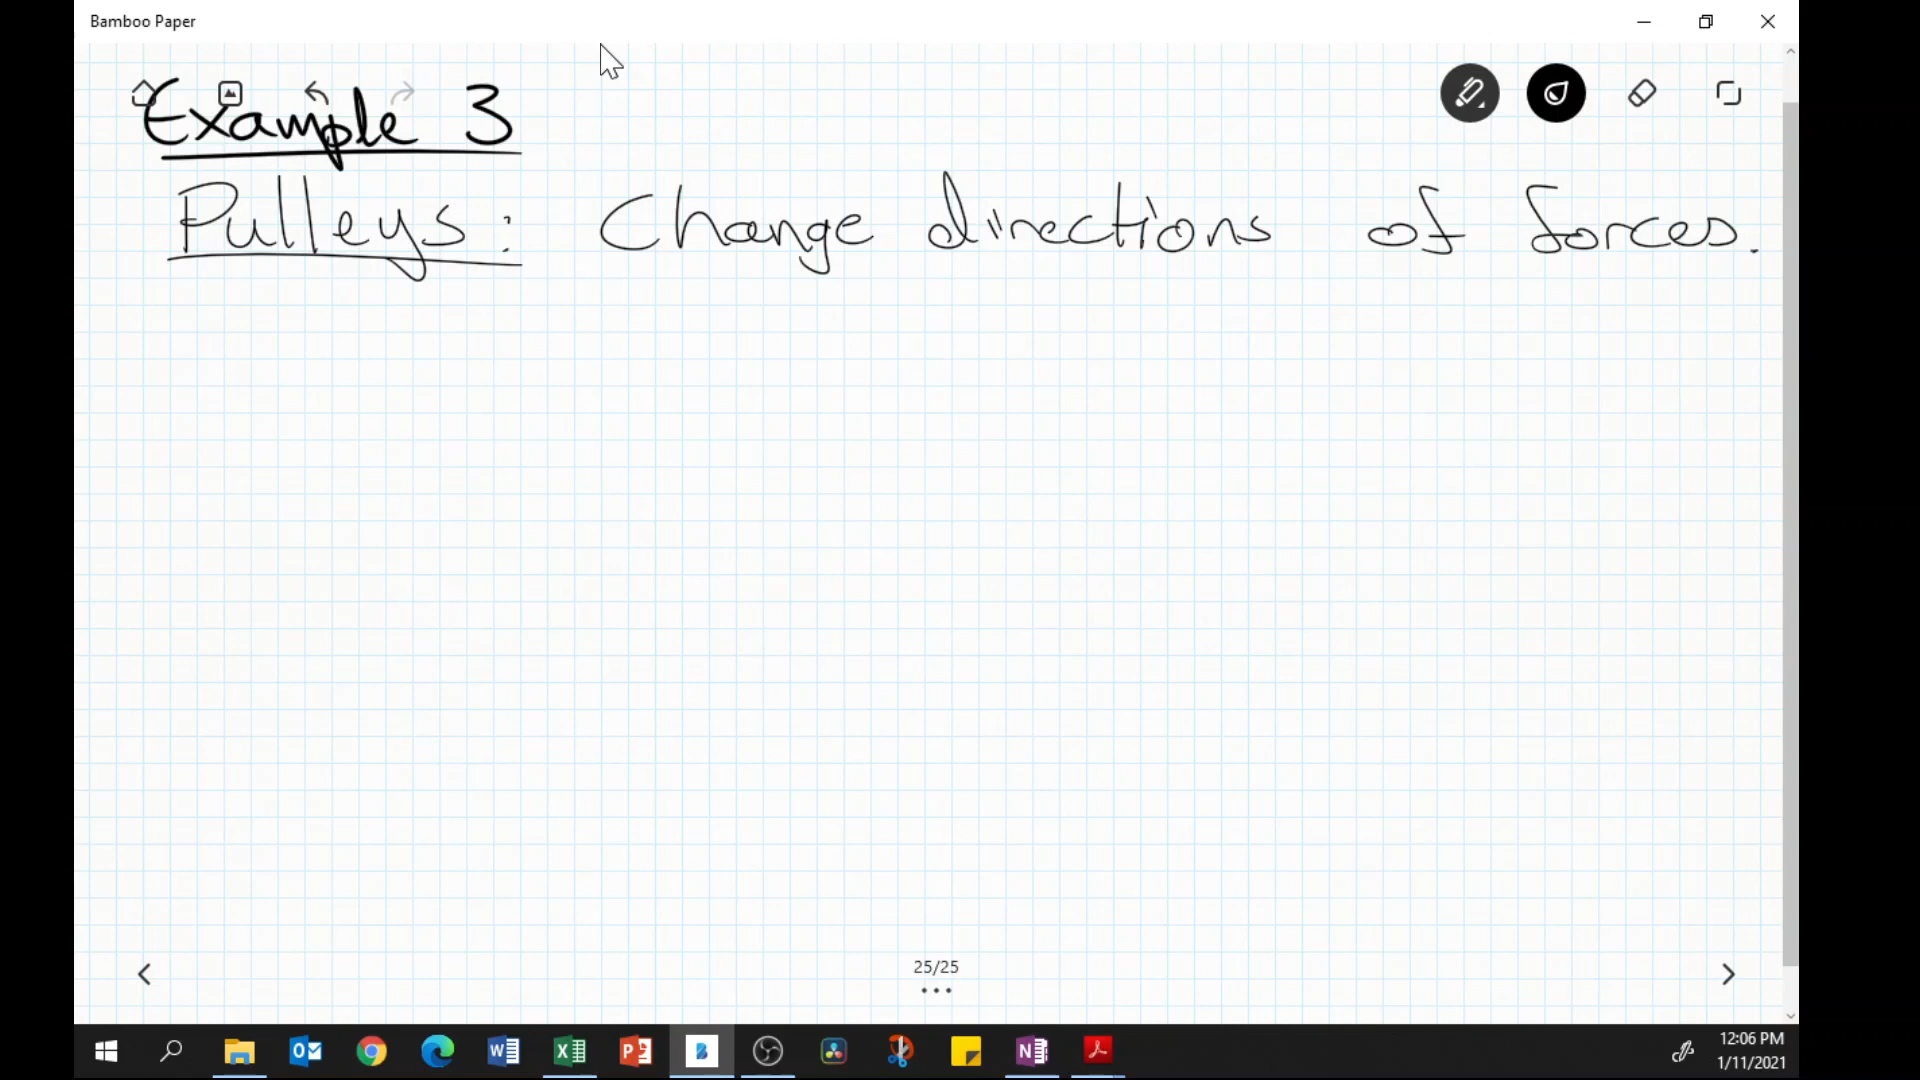 Bamboo Paper
Example 3
Pulleys: Change directions of forces.
25/25
12:06 PM
1/11/2021